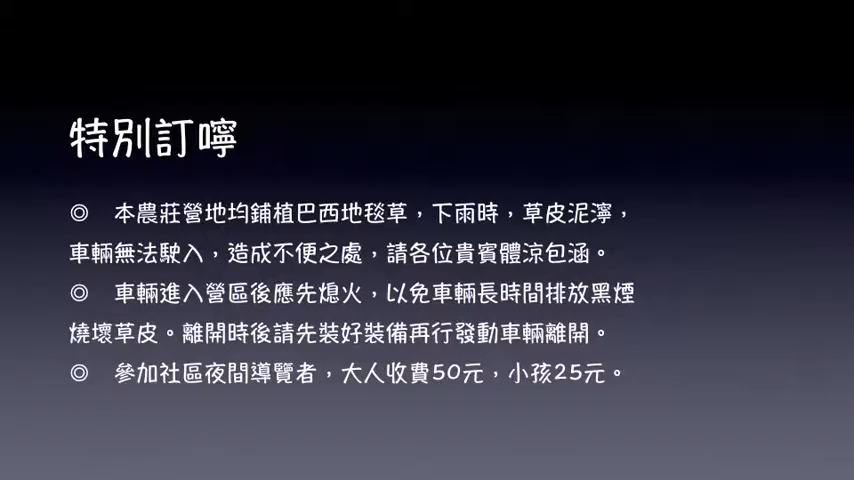 特別訂嚀
◎　本農莊營地均鋪植巴西地毯草，下雨時，草皮泥濘，
車輛無法駛入，造成不便之處，請各位貴賓體涼包涵。
◎　車輛進入營區後應先熄火，以免車輛長時間排放黑煙
燒壞草皮。離開時後請先裝好裝備再行發動車輛離開。
◎　參加社區夜間導覽者，大人收費50元，小孩25元。